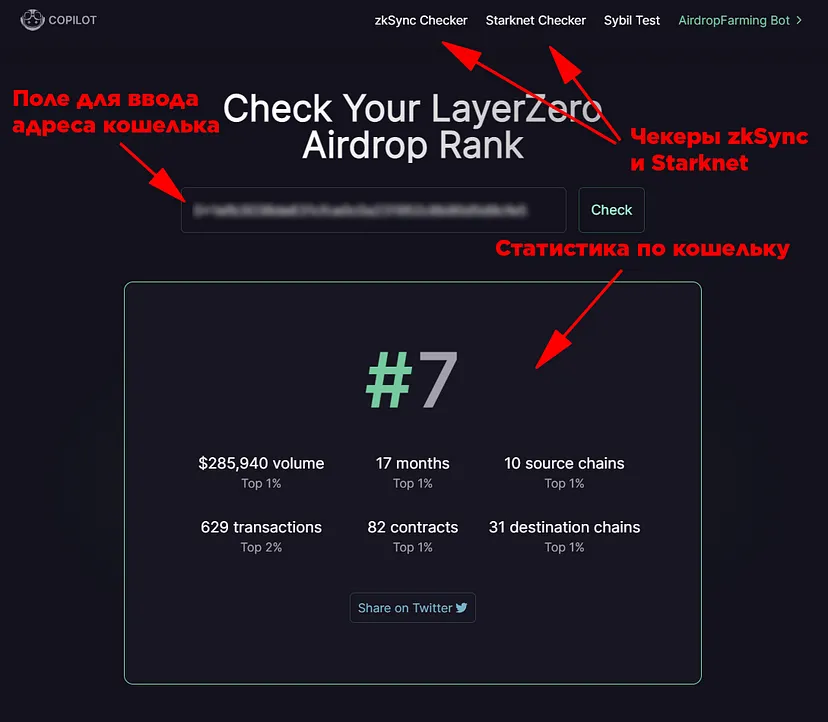 COPILOT
zkSync Checker Starknet Checker Sybil Test AirdropFarming Bot
Поле для ввода
адреса кошелька
Check Your LayerZero
Airdrop Rank
Чекеры zkSync
и Starknet
Check
Статистика по кошельку
#7
$285,940 volume 17 months 10 source chains
Top 1% Top 1% Top 1%
629 transactions 82 contracts 31 destination chains
Top 2% Top 1% Top 1%
Share on Twitter